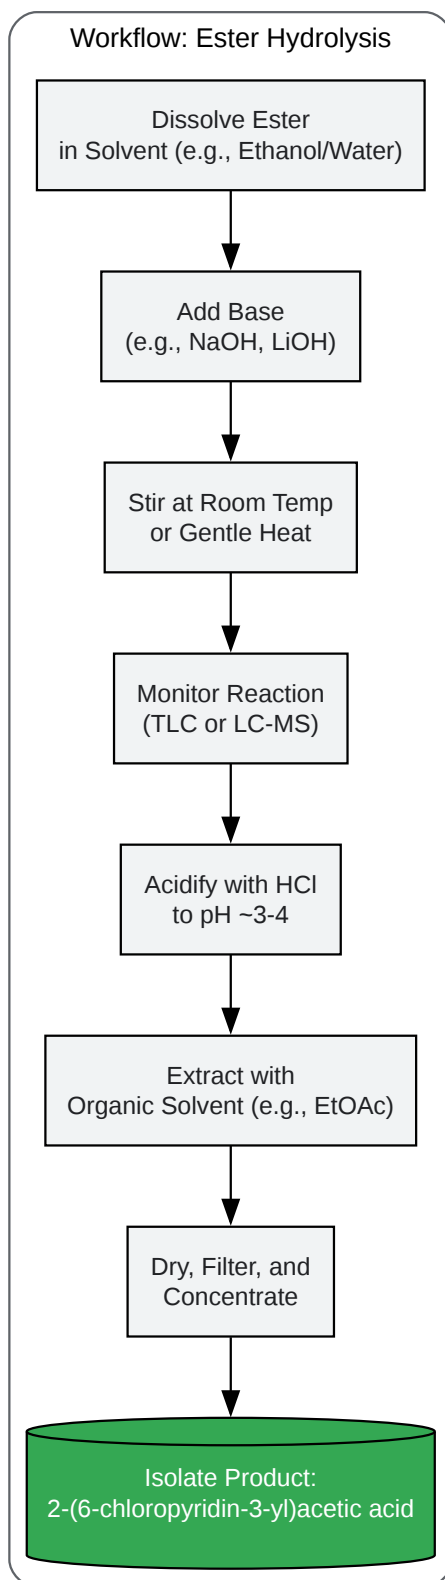 Workflow: Ester Hydrolysis
Dissolve Ester
in Solvent (e.g., Ethanol/Water)
Add Base
(e.g., NaOH, LiOH)
Stir at Room Temp
or Gentle Heat
Monitor Reaction
(TLC or LC-MS)
Acidify with HCl
to pH ~3-4
Extract with
Organic Solvent (e.g., EtOAc)
Dry, Filter, and
Concentrate
Isolate Product:
2-(6-chloropyridin-3-yl)acetic acid